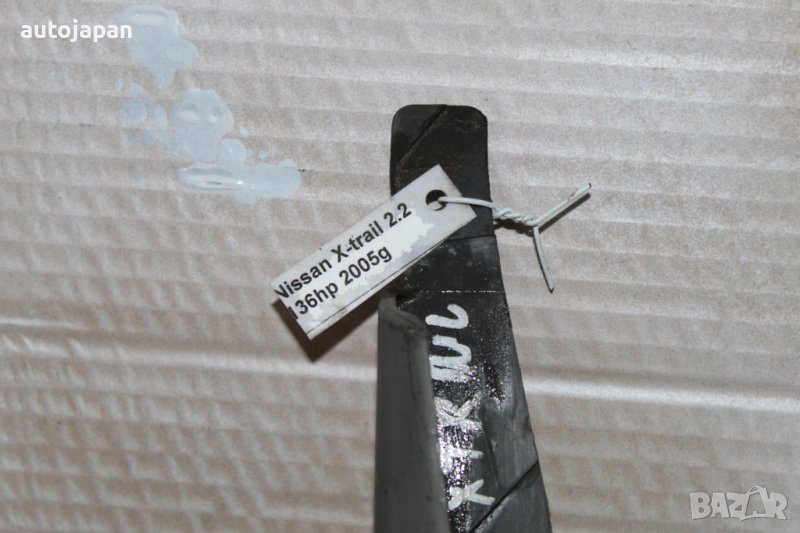 autojapan
Nissan X-trail 2.2
136hp 2005g
BAZAR